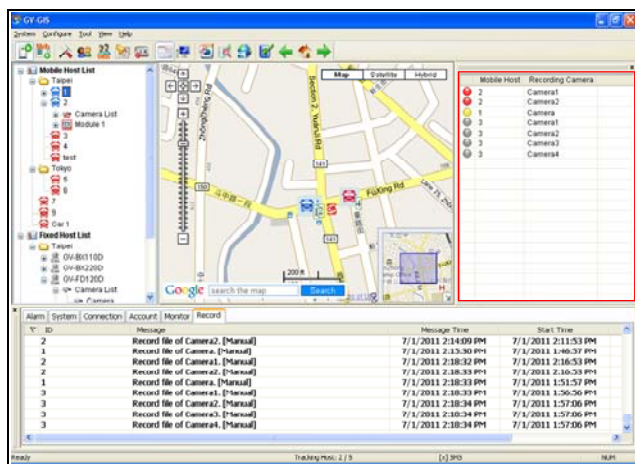 GV-GIS
System Configure Tool View Help
Mobile Host List
Taipei
1
2
Camera List
Module 1
3
4
test
Tokyo
6
8
7
9
Car 1
Fixed Host List
Taipei
GV-BX110D
GV-BX220D
GV-FD120D
Camera List
Camera
Map Satellite Hybrid
Section 2, Yuanji Rd
141
150
斗中路一段
FuXing Rd
141
200 ft
Google search the map Search
Mobile Host Recording Camera
2 Camera1
2 Camera2
1 Camera
3 Camera1
3 Camera2
3 Camera3
3 Camera4
Alarm System Connection Account Monitor Record
ID Message Message Time Start Time
2 Record file of Camera2. [Manual] 7/1/2011 2:14:09 PM 7/1/2011 2:11:53 PM
1 Record file of Camera. [Manual] 7/1/2011 2:15:30 PM 7/1/2011 1:46:57 PM
2 Record file of Camera1. [Manual] 7/1/2011 2:18:32 PM 7/1/2011 2:16:53 PM
2 Record file of Camera2. [Manual] 7/1/2011 2:18:33 PM 7/1/2011 2:16:53 PM
1 Record file of Camera. [Manual] 7/1/2011 2:18:33 PM 7/1/2011 1:51:57 PM
3 Record file of Camera1. [Manual] 7/1/2011 2:18:33 PM 7/1/2011 1:56:56 PM
3 Record file of Camera2. [Manual] 7/1/2011 2:18:34 PM 7/1/2011 1:57:06 PM
3 Record file of Camera3. [Manual] 7/1/2011 2:18:34 PM 7/1/2011 1:57:06 PM
3 Record file of Camera4. [Manual] 7/1/2011 2:18:34 PM 7/1/2011 1:57:06 PM
Ready Tracking Host: 2 / 9 [x] SMS NUM